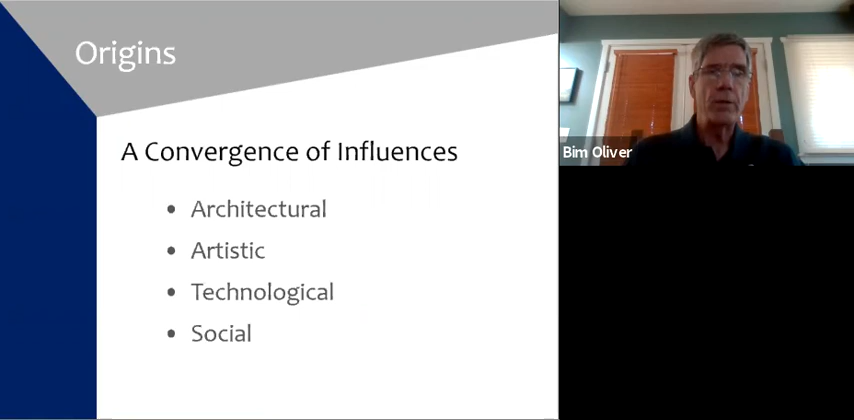 Origins
A Convergence of Influences
• Architectural
• Artistic
• Technological
• Social
Bim Oliver